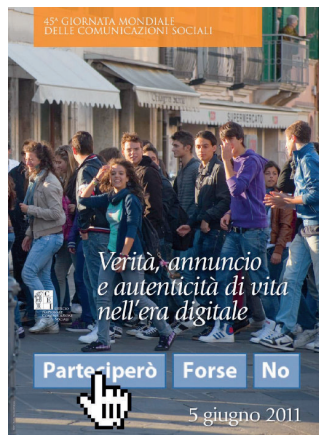 45ª GIORNATA MONDIALE
DELLE COMUNICAZIONI SOCIALI
SUPERMERCATO
Verità, annuncio
e autenticità di vita
nell'era digitale
Parteciperò Forse No
5 giugno 2011